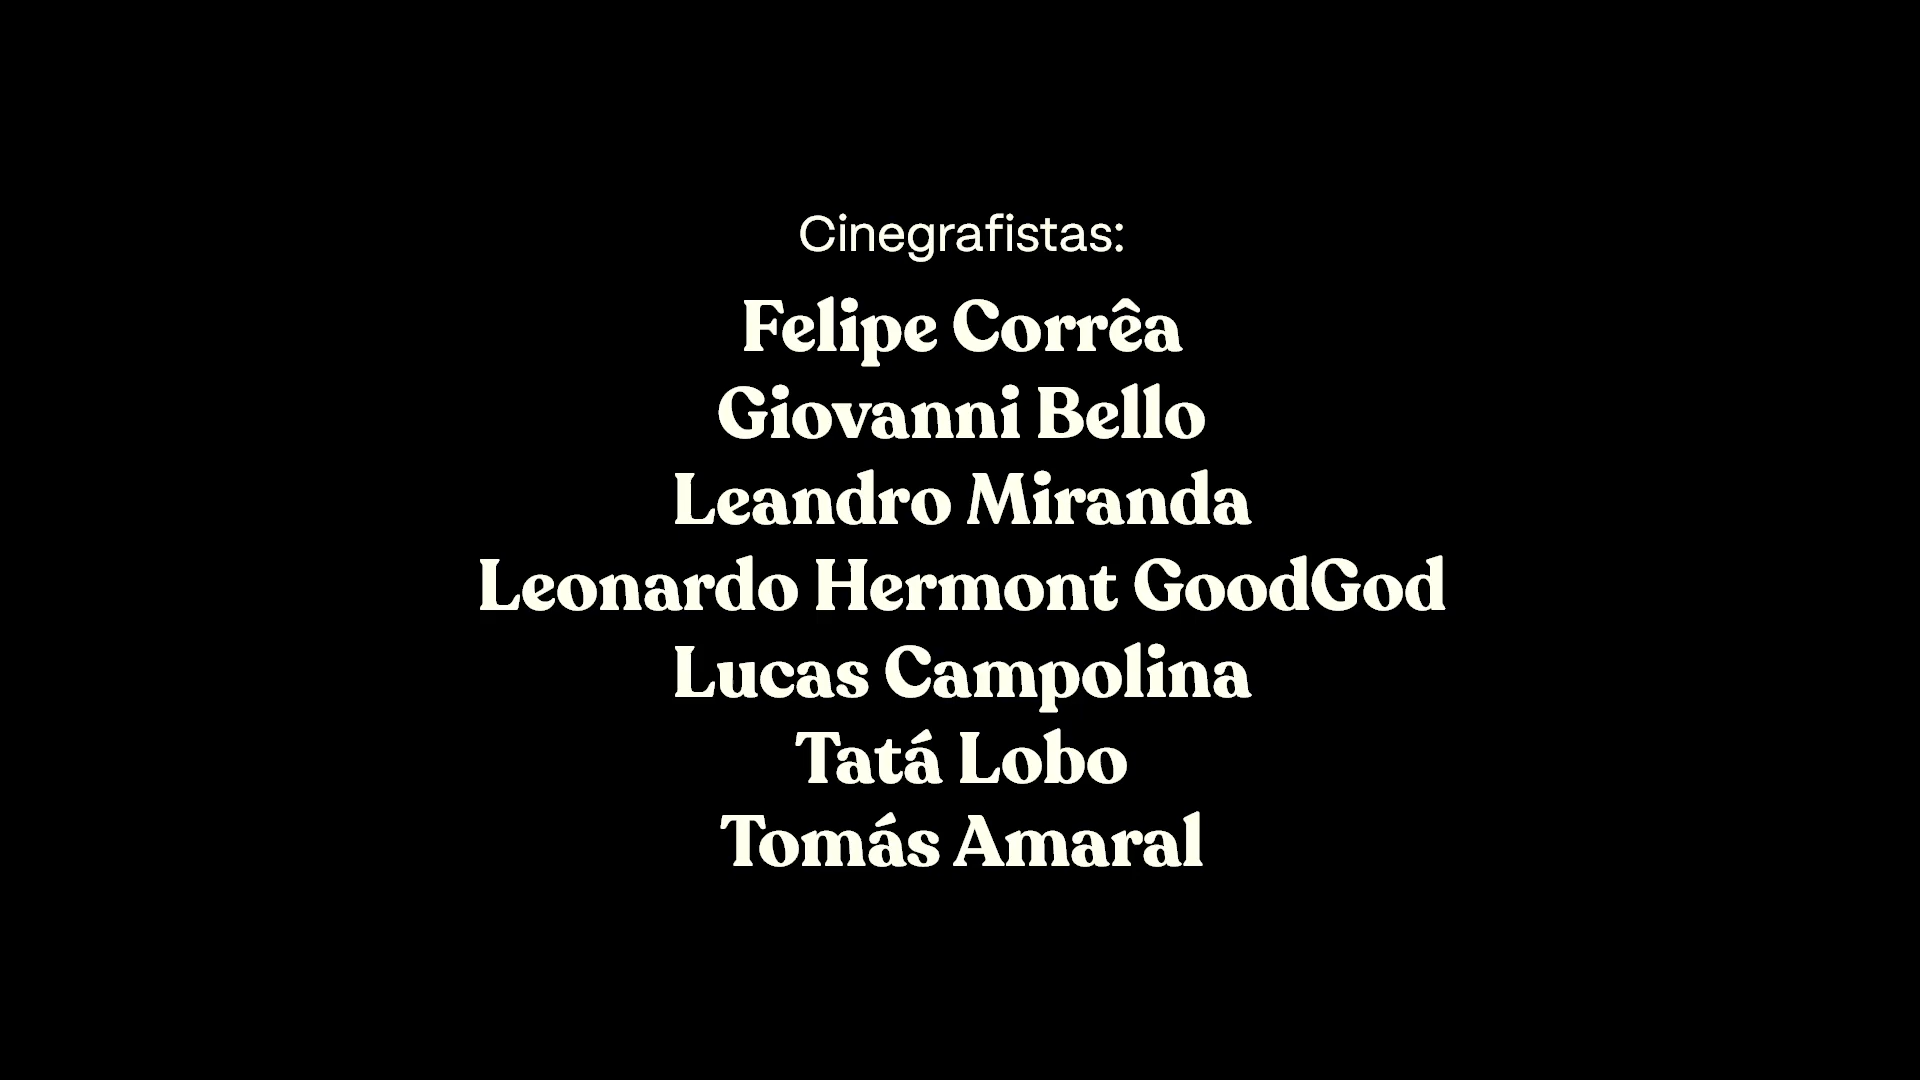 Cinegrafistas:
Felipe Corrêa
Giovanni Bello
Leandro Miranda
Leonardo Hermont GoodGod
Lucas Campolina
Tatá Lobo
Tomás Amaral